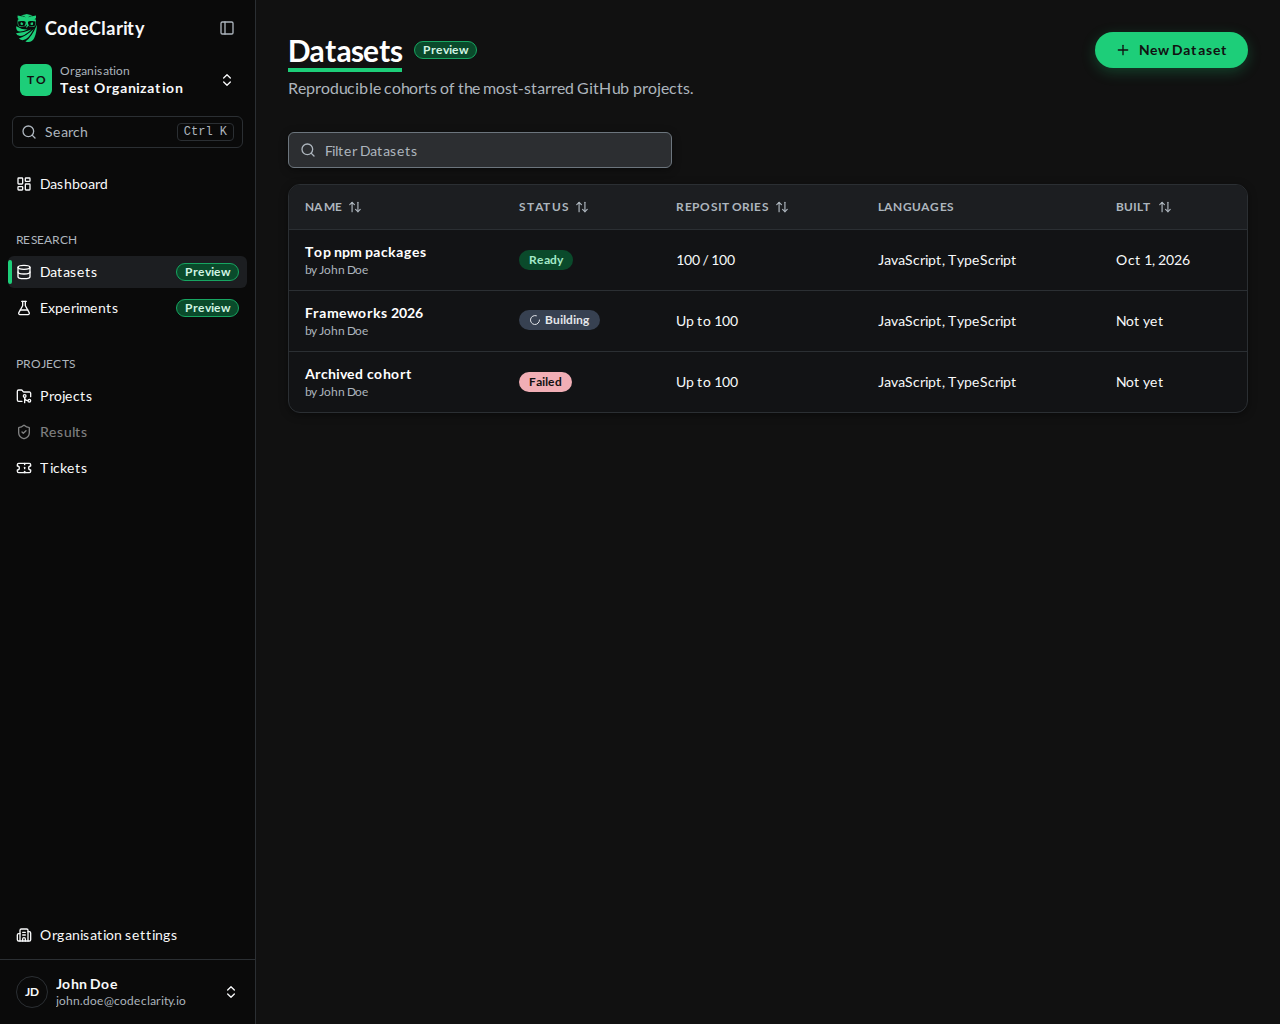 CodeClarity
Organisation
TO
Test Organization
Search
Ctrl K
Dashboard
RESEARCH
Datasets
Preview
Experiments
Preview
PROJECTS
Projects
Results
Tickets
Organisation settings
JD
John Doe
john.doe@codeclarity.io
Datasets
Preview
Reproducible cohorts of the most-starred GitHub projects.
New Dataset
Filter Datasets
NAME
STATUS
REPOSITORIES
LANGUAGES
BUILT
Top npm packages
by John Doe
Ready
100 / 100
JavaScript, TypeScript
Oct 1, 2026
Frameworks 2026
by John Doe
Building
Up to 100
JavaScript, TypeScript
Not yet
Archived cohort
by John Doe
Failed
Up to 100
JavaScript, TypeScript
Not yet